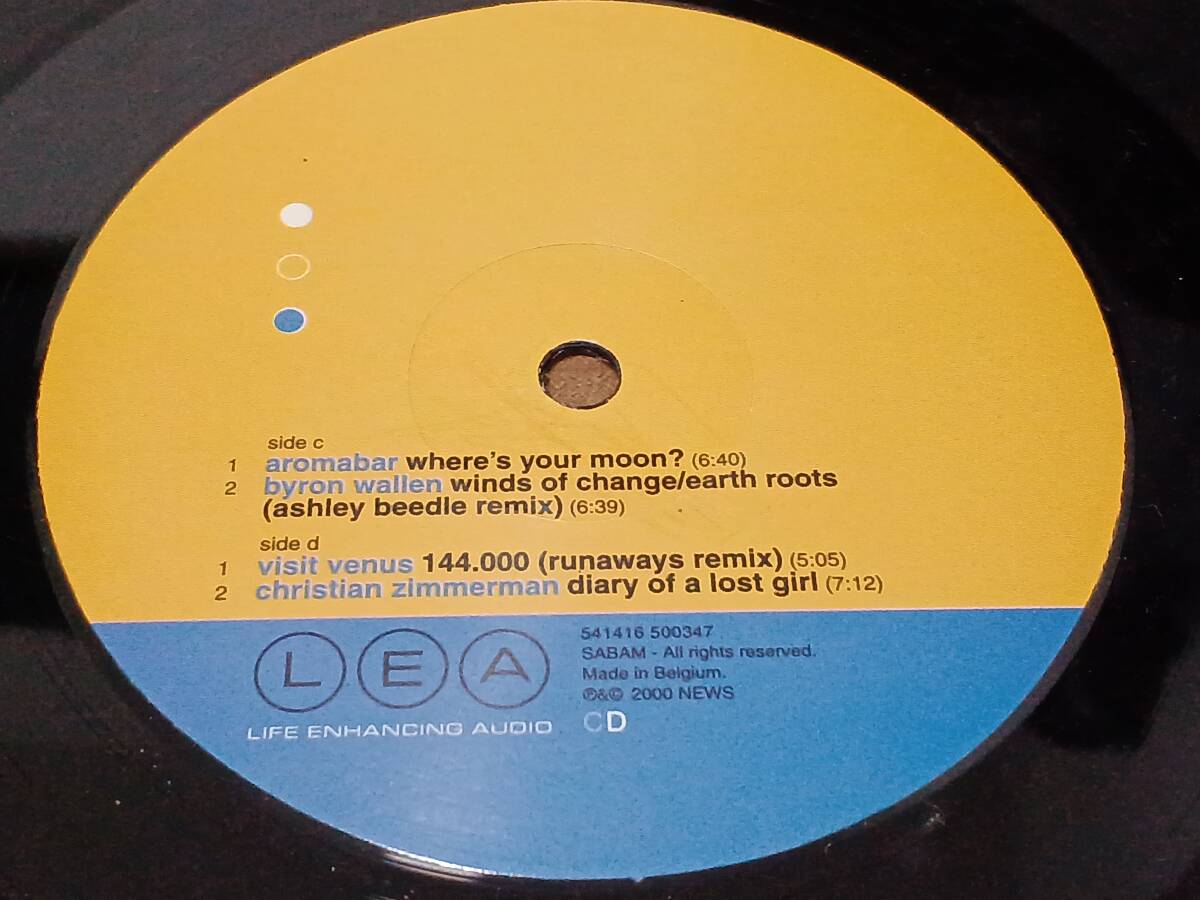 side c
1 aromabar where's your moon? (6:40)
2 byron wallen winds of change/earth roots
(ashley beedle remix) (6:39)
side d
1 visit venus 144.000 (runaways remix) (5:05)
2 christian zimmerman diary of a lost girl (7:12)
L E A
LIFE ENHANCING AUDIO
541416 500347
SABAM - All rights reserved.
Made in Belgium.
℗&© 2000 NEWS
CD